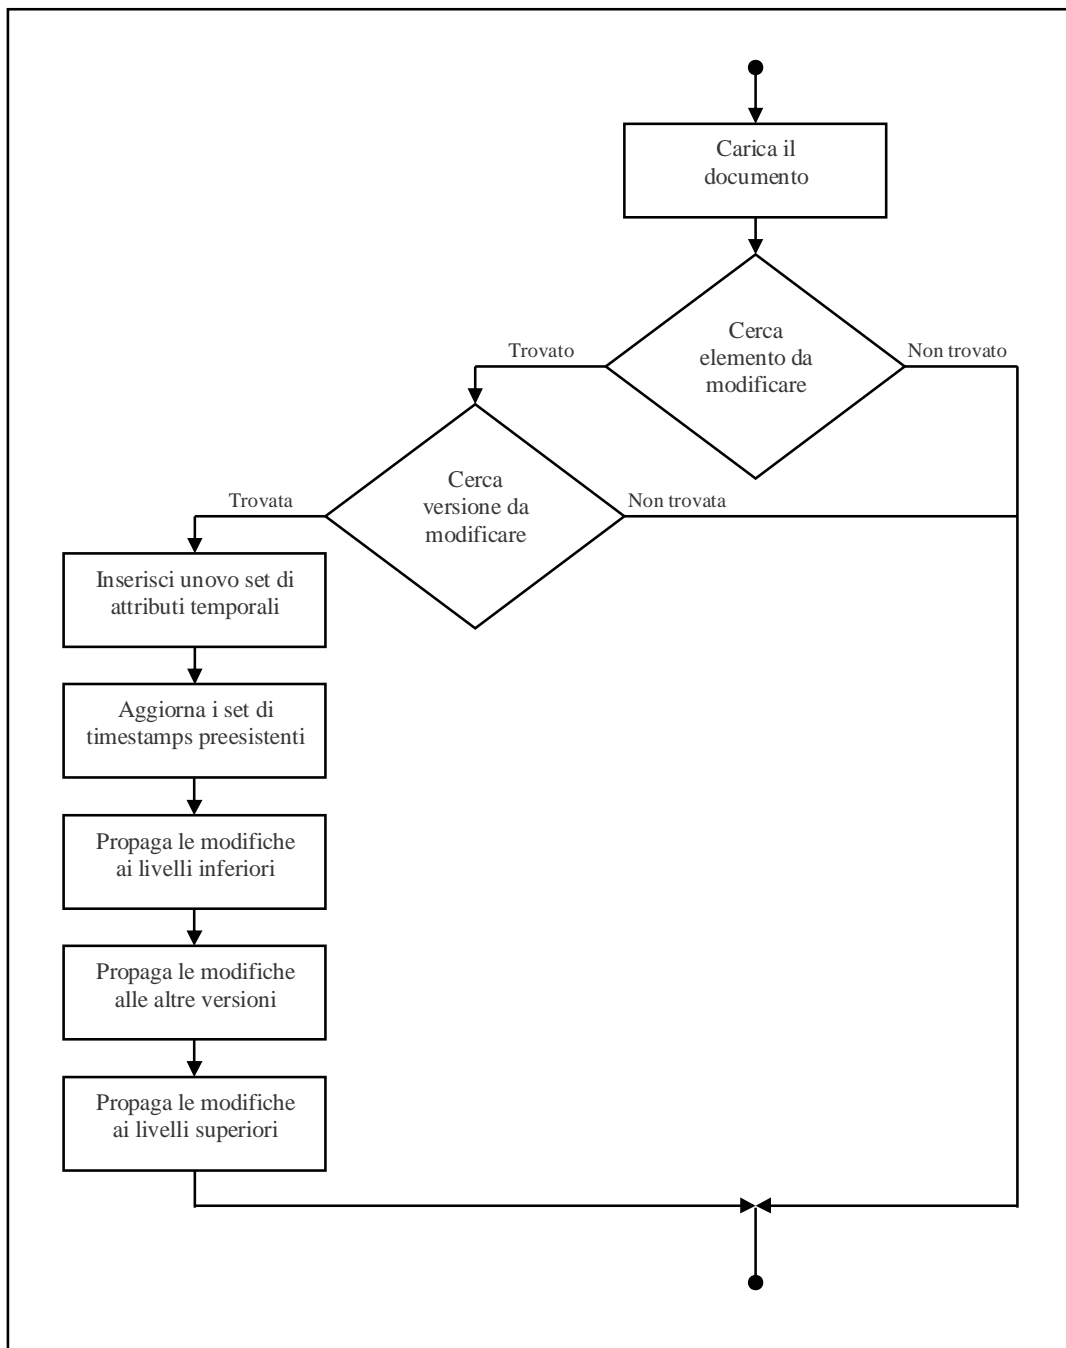 Carica il
documento
Cerca
elemento da
modificare
Trovato
Non trovato
Cerca
versione da
modificare
Trovata
Non trovata
Inserisci unovo set di
attributi temporali
Aggiorna i set di
timestamps preesistenti
Propaga le modifiche
ai livelli inferiori
Propaga le modifiche
alle altre versioni
Propaga le modifiche
ai livelli superiori